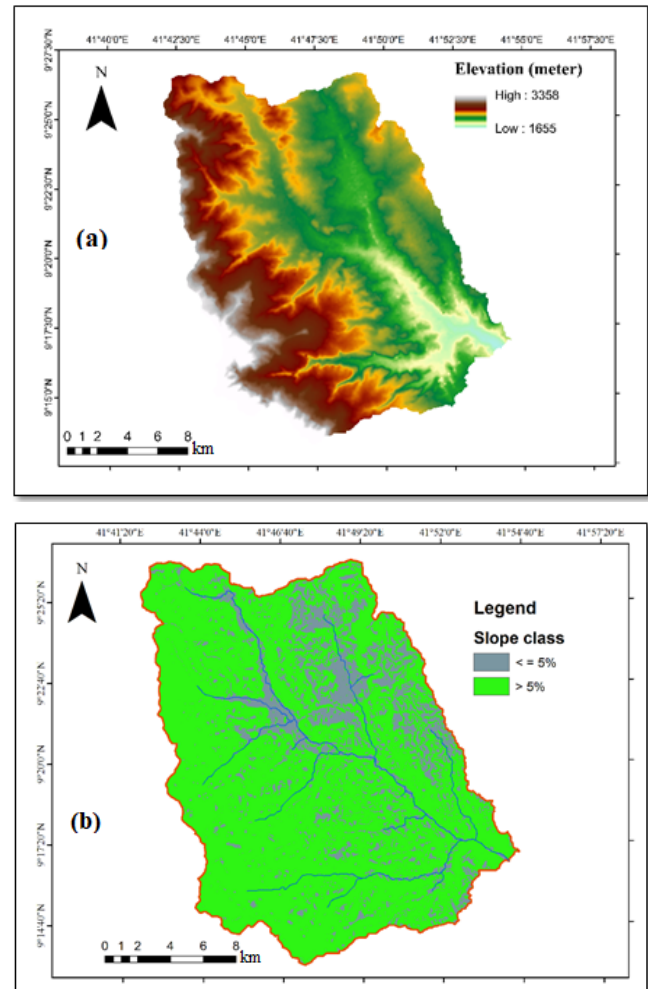 41°40'0"E 41°42'30"E 41°45'0"E 41°47'30"E 41°50'0"E 41°52'30"E 41°55'0"E 41°57'30"E
9°27'30"N
9°25'0"N
9°22'30"N
9°20'0"N
9°17'30"N
9°15'0"N
N
Elevation (meter)
High : 3358
Low : 1655
(a)
0 1 2 4 6 8
km
41°41'20"E 41°44'0"E 41°46'40"E 41°49'20"E 41°52'0"E 41°54'40"E 41°57'20"E
9°25'20"N
9°22'40"N
9°20'0"N
9°17'20"N
9°14'40"N
N
Legend
Slope class
< = 5%
> 5%
(b)
0 1 2 4 6 8
km